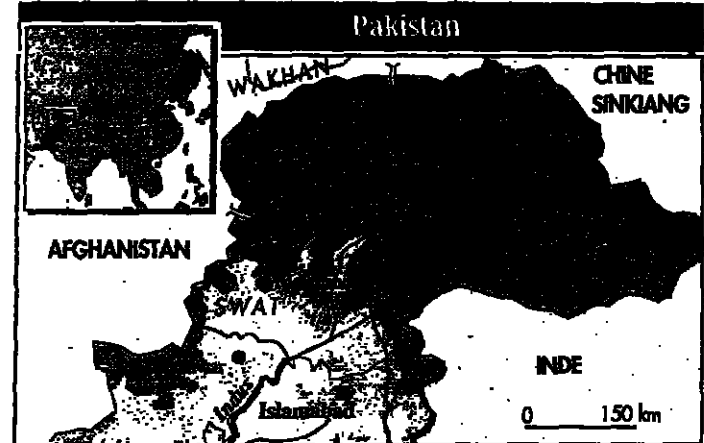 Pakistan
WAKHAN
CHINE
SINKIANG
AFGHANISTAN
SWAT
INDE
Indus
Islamabad
0 150 km